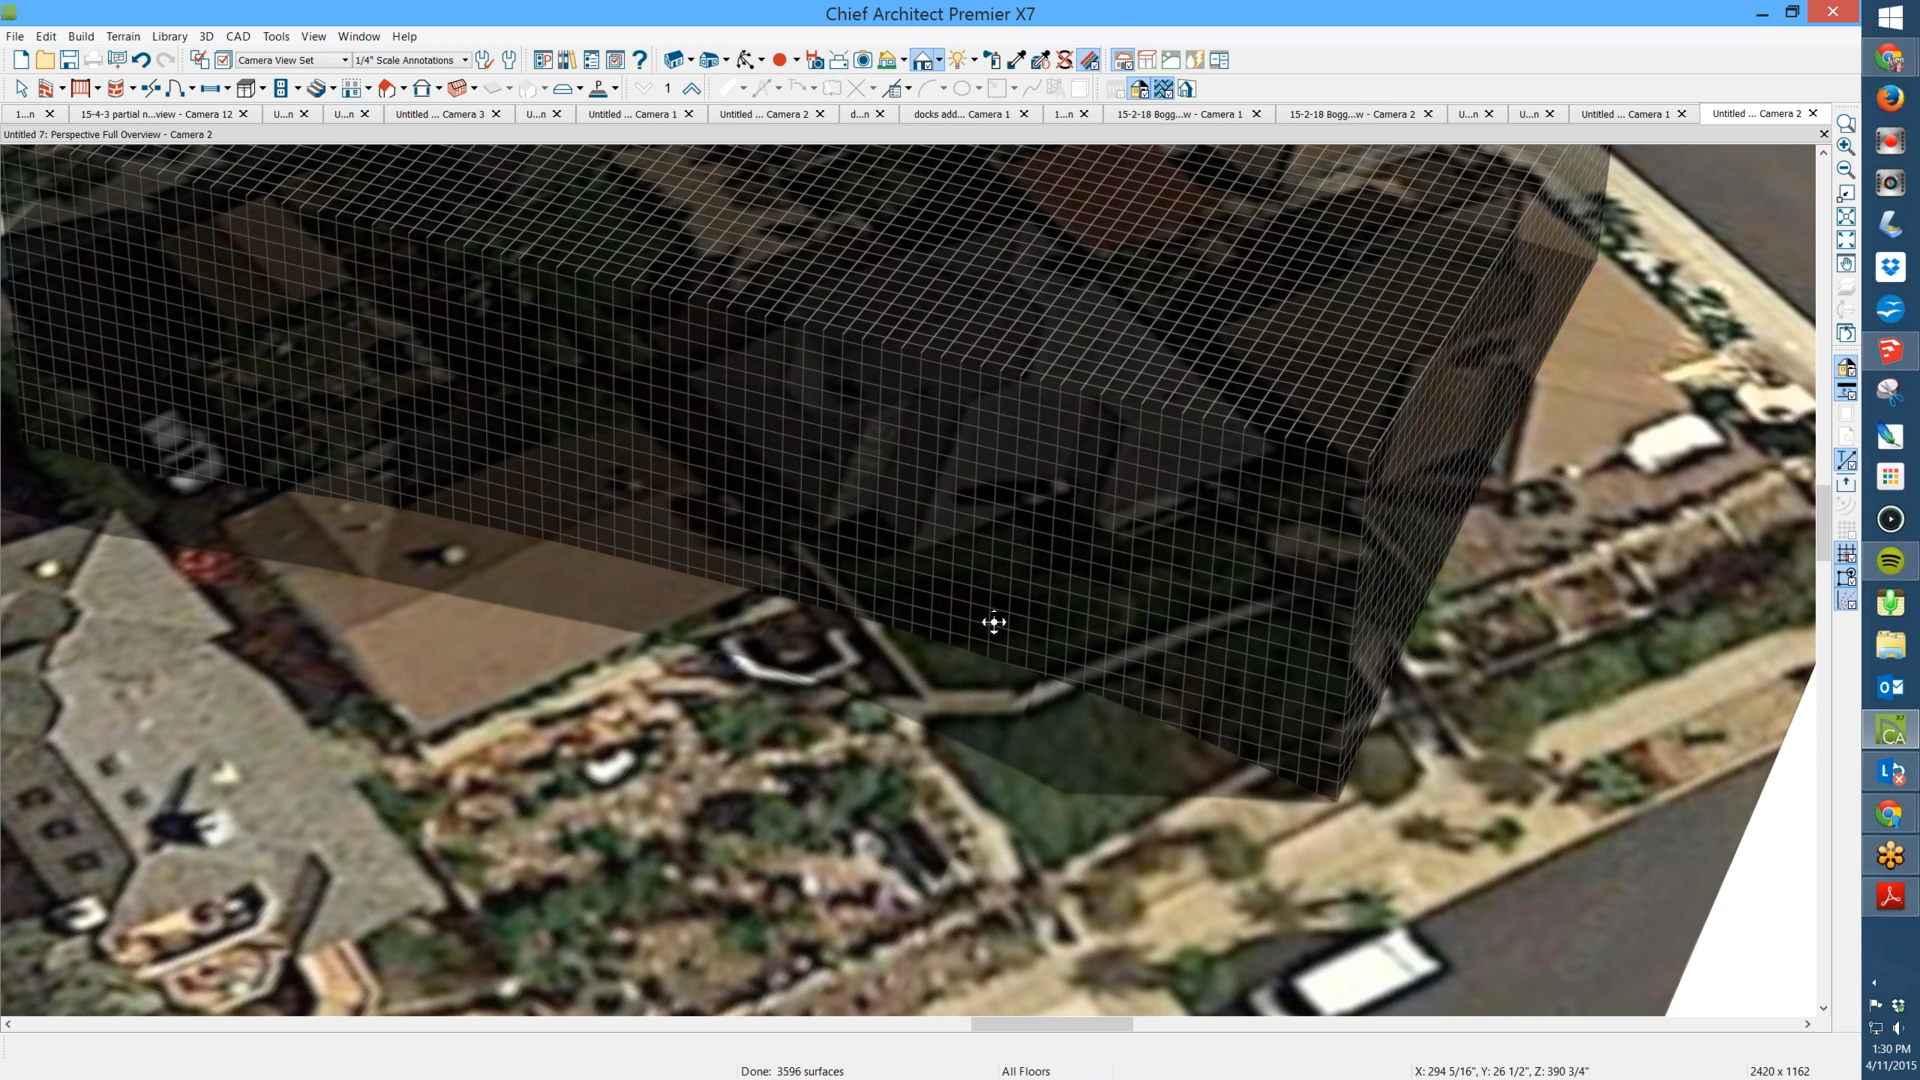 Chief Architect Premier X7
File Edit Build Terrain Library 3D CAD Tools View Window Help
Camera View Set 1/4" Scale Annotations
1
1...n 15-4-3 partial n...view - Camera 12 U...n U...n Untitled ... Camera 3 U...n Untitled ... Camera 1 Untitled ... Camera 2 d...n docks add... Camera 1 1...n 15-2-18 Bogg...w - Camera 1 15-2-18 Bogg...w - Camera 2 U...n U...n Untitled ... Camera 1 Untitled ... Camera 2
Untitled 7: Perspective Full Overview - Camera 2
X7
CA
Done: 3596 surfaces All Floors X: 294 5/16", Y: 26 1/2", Z: 390 3/4" 2420 x 1162
1:30 PM
4/11/2015